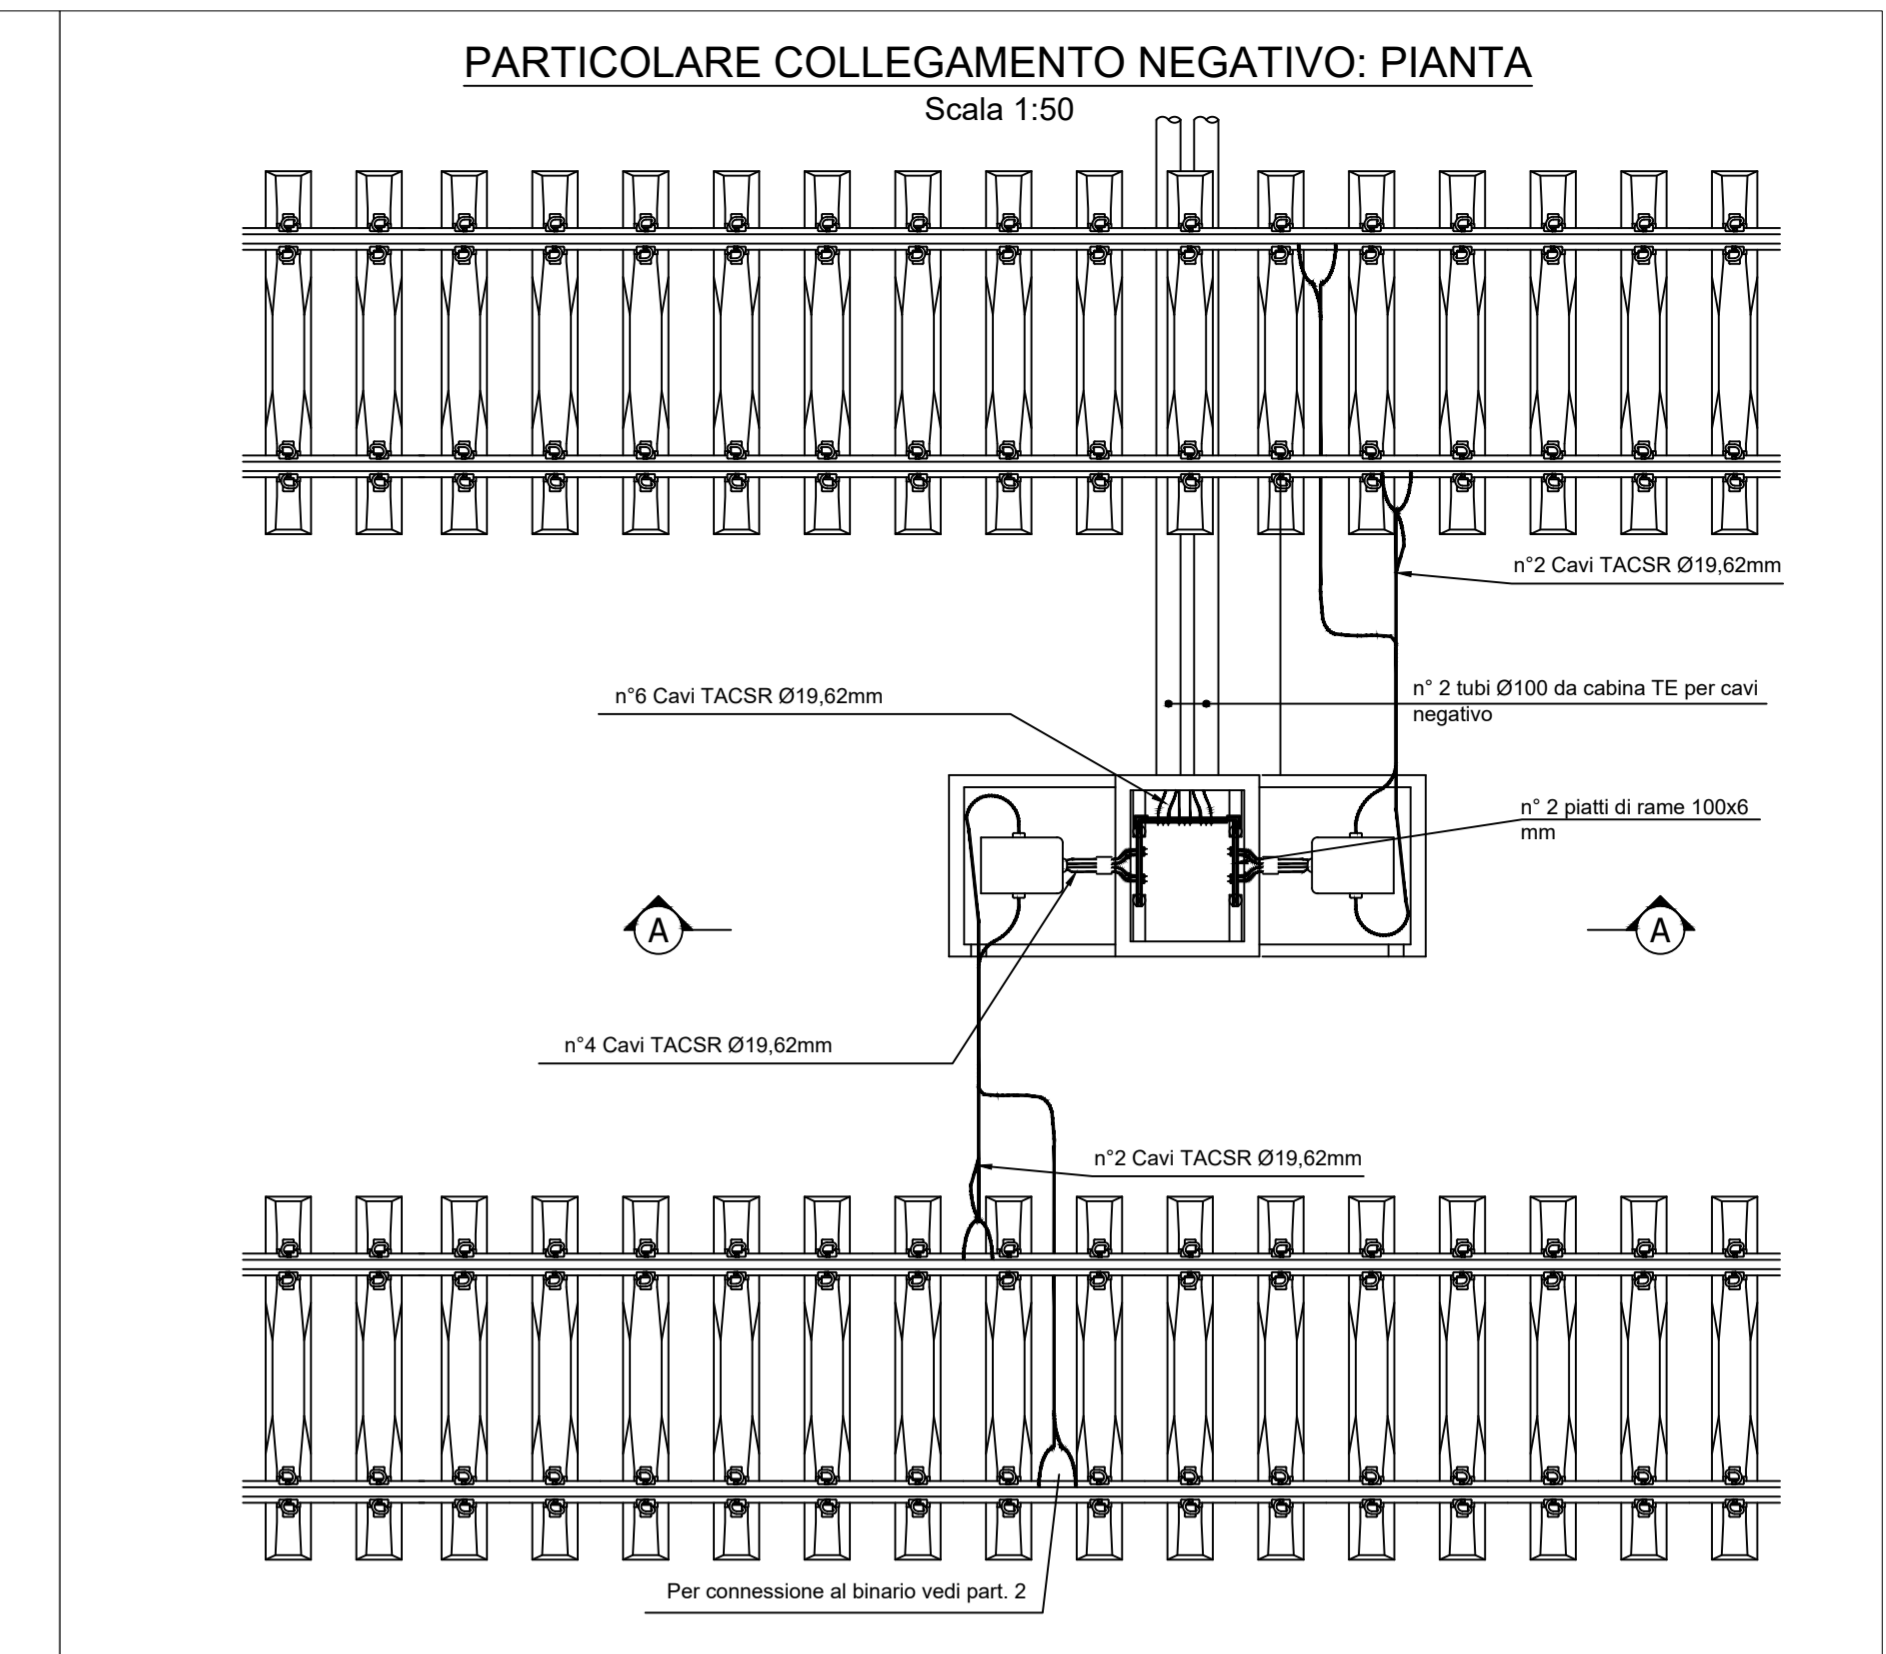 PARTICOLARE COLLEGAMENTO NEGATIVO: PIANTA
Scala 1:50
n°2 Cavi TACSR Ø19,62mm
n°6 Cavi TACSR Ø19,62mm
n° 2 tubi Ø100 da cabina TE per cavi
negativo
n° 2 piatti di rame 100x6
mm
A
A
n°4 Cavi TACSR Ø19,62mm
n°2 Cavi TACSR Ø19,62mm
Per connessione al binario vedi part. 2